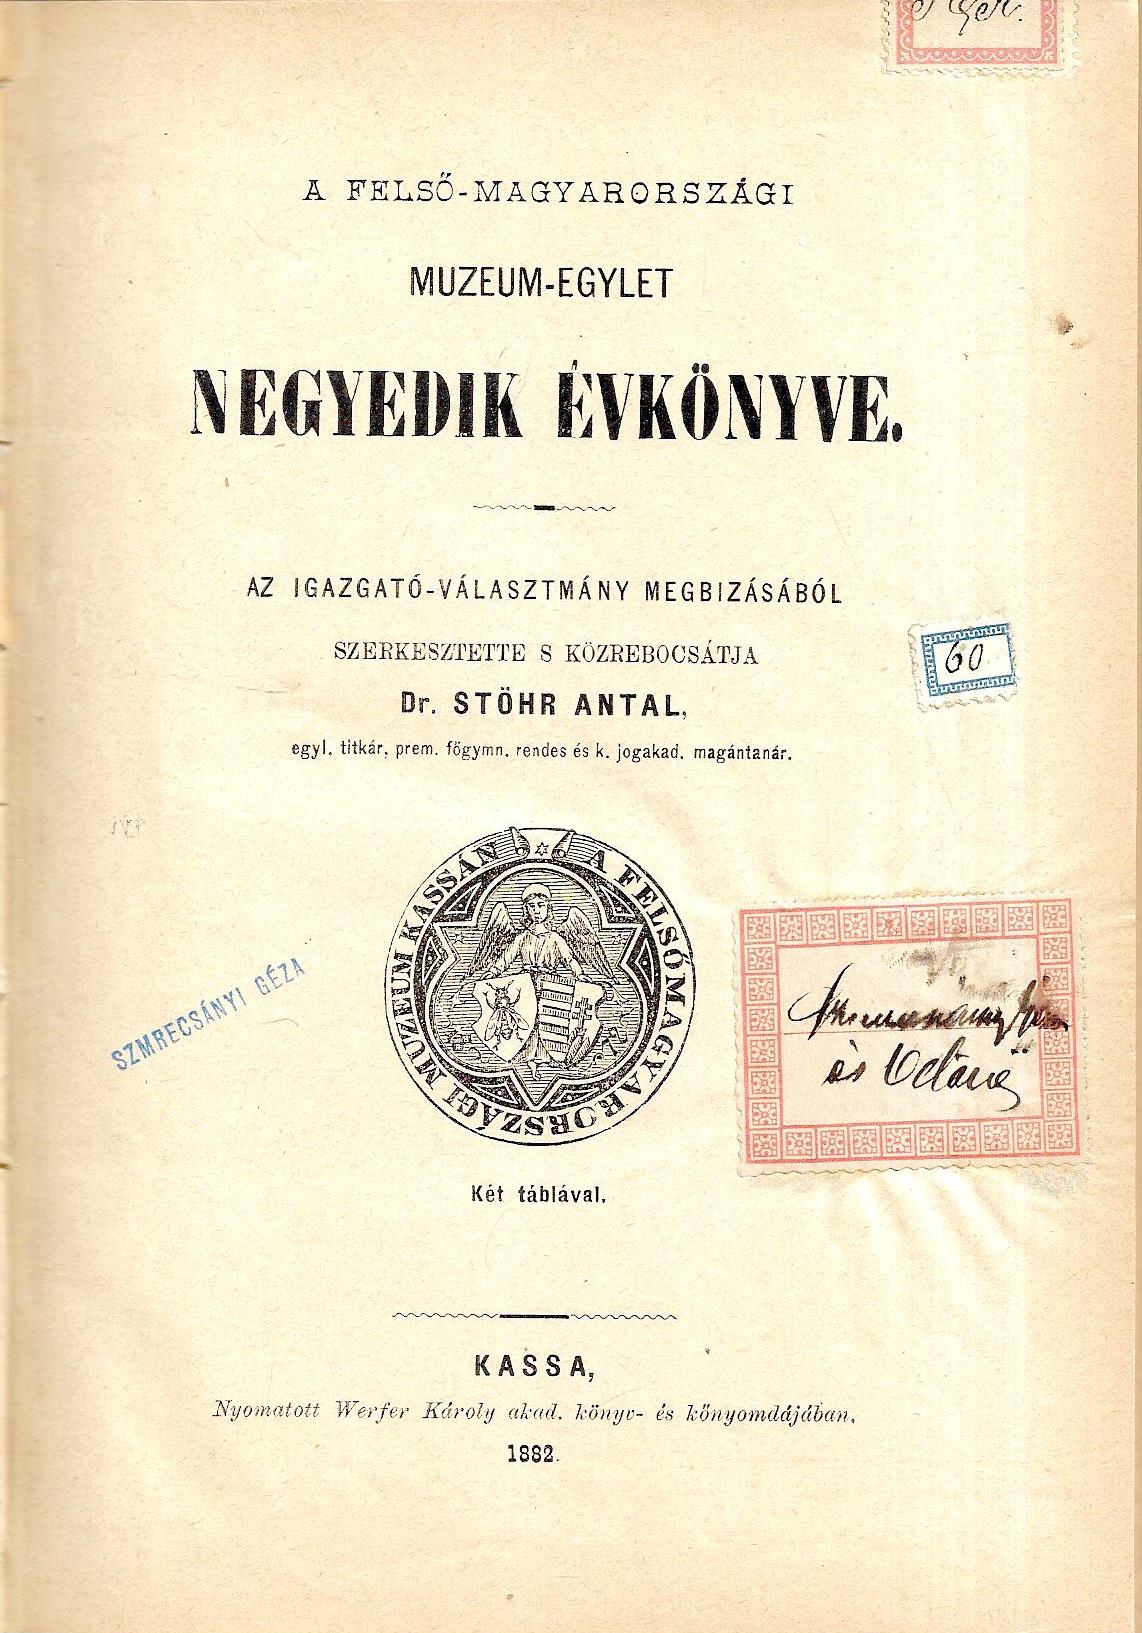 A FELSŐ-MAGYARORSZÁGI
MUZEUM-EGYLET
NEGYEDIK ÉVKÖNYVE.
AZ IGAZGATÓ-VÁLASZTMÁNY MEGBIZÁSÁBÓL
SZERKESZTETTE S KÖZREBOCSÁTJA
60
Dr. STÖHR ANTAL,
egyl. titkár, prem. főgymn. rendes és k. jogakad. magántanár.
A FELSŐMAGYARORSZÁGI MUZEUM KASSÁN
SZMRECSÁNYI GÉZA
és
Két táblával.
KASSA,
Nyomatott Werfer Károly akad. könyv- és kőnyomdájában.
1882.